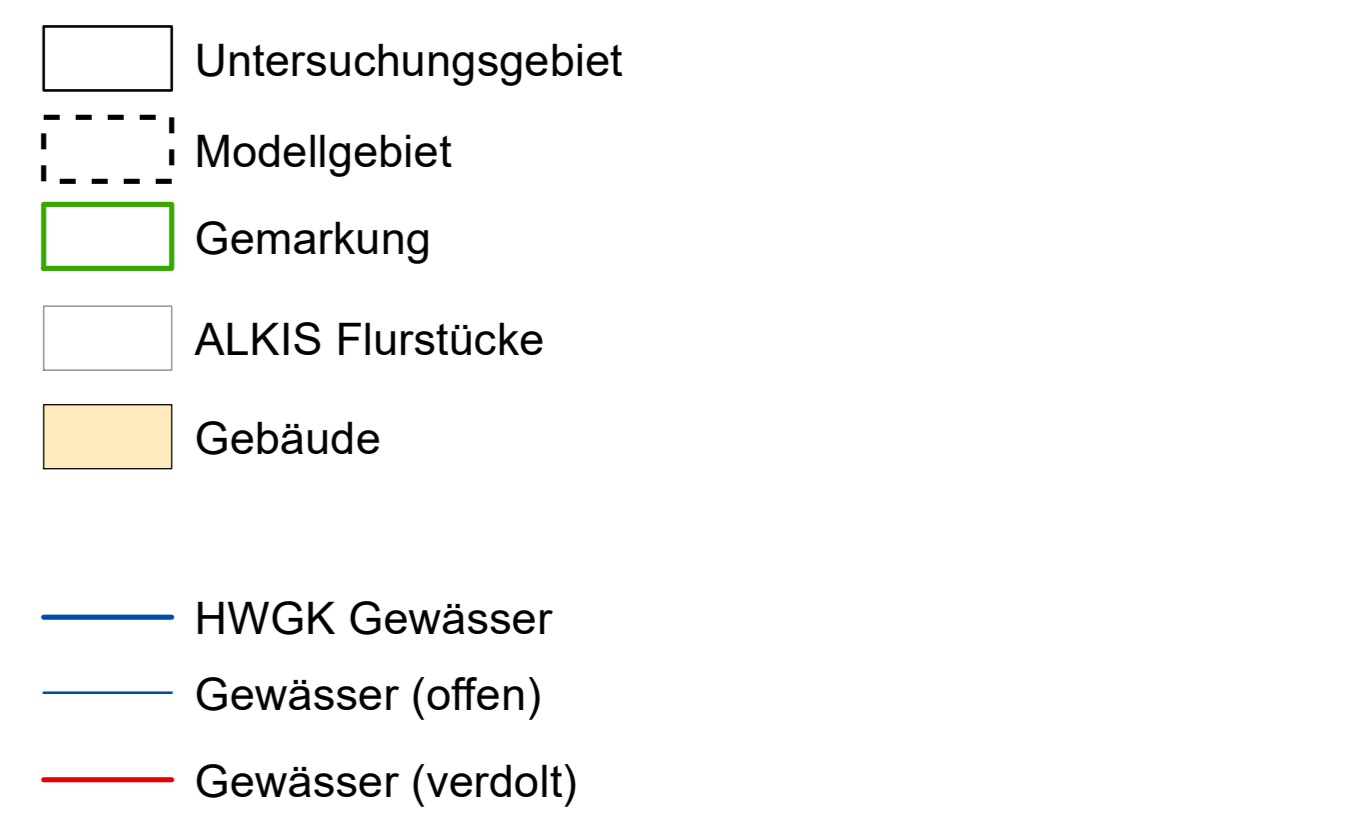 Untersuchungsgebiet
Modellgebiet
Gemarkung
ALKIS Flurstücke
Gebäude
HWGK Gewässer
Gewässer (offen)
Gewässer (verdolt)